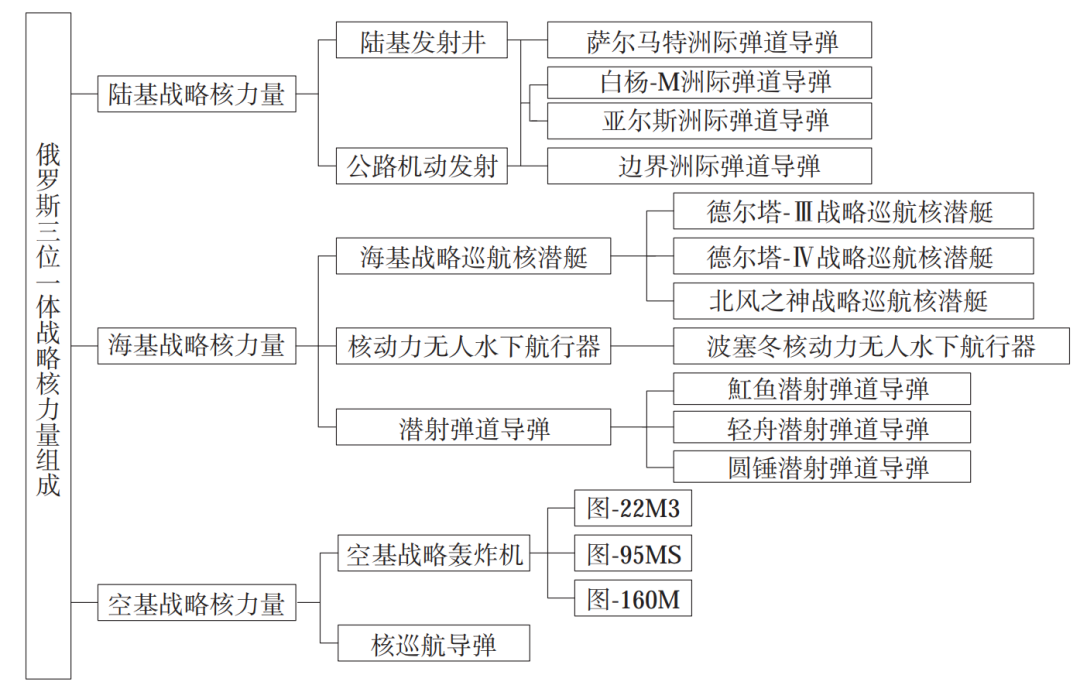 俄罗斯三位一体战略核力量组成
陆基战略核力量
陆基发射井
萨尔马特洲际弹道导弹
白杨-M洲际弹道导弹
亚尔斯洲际弹道导弹
公路机动发射
边界洲际弹道导弹
海基战略核力量
海基战略巡航核潜艇
德尔塔-Ⅲ战略巡航核潜艇
德尔塔-Ⅳ战略巡航核潜艇
北风之神战略巡航核潜艇
核动力无人水下航行器
波塞冬核动力无人水下航行器
潜射弹道导弹
魟鱼潜射弹道导弹
轻舟潜射弹道导弹
圆锤潜射弹道导弹
空基战略核力量
空基战略轰炸机
图-22M3
图-95MS
图-160M
核巡航导弹